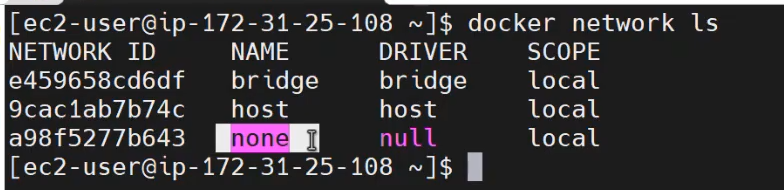 [ec2-user@ip-172-31-25-108 ~]$ docker network ls
NETWORK ID     NAME      DRIVER    SCOPE
e459658cd6df   bridge    bridge    local
9cac1ab7b74c   host      host      local
a98f5277b643   none      null      local
[ec2-user@ip-172-31-25-108 ~]$